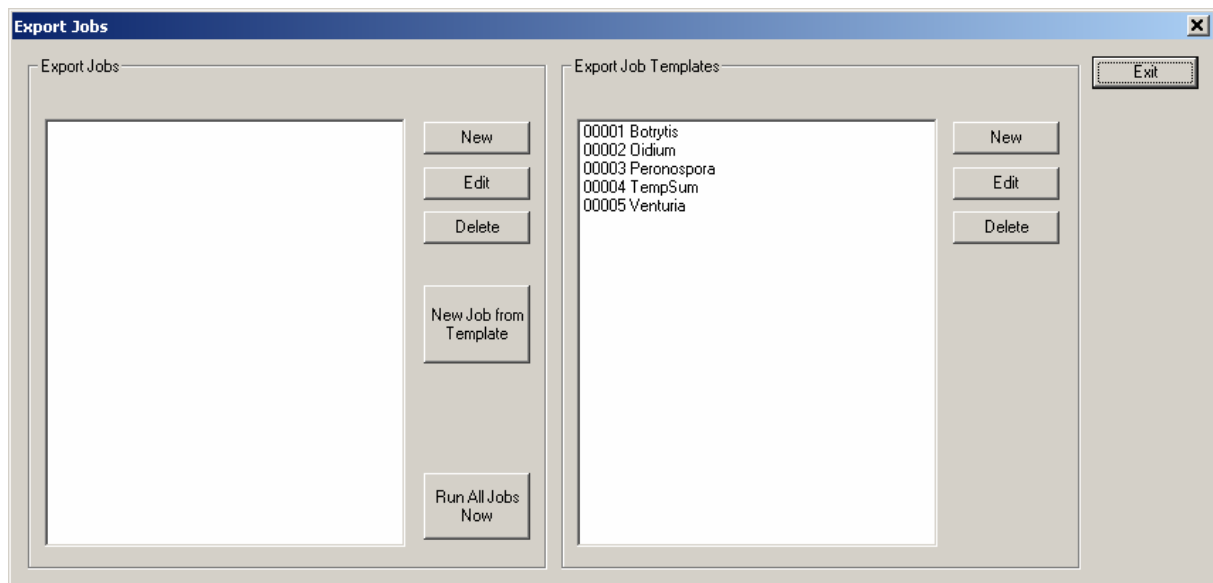 Export Jobs
Export Jobs
New
Edit
Delete
New Job from
Template
Run All Jobs
Now
Export Job Templates
00001 Botrytis
00002 Oidium
00003 Peronospora
00004 TempSum
00005 Venturia
New
Edit
Delete
Exit